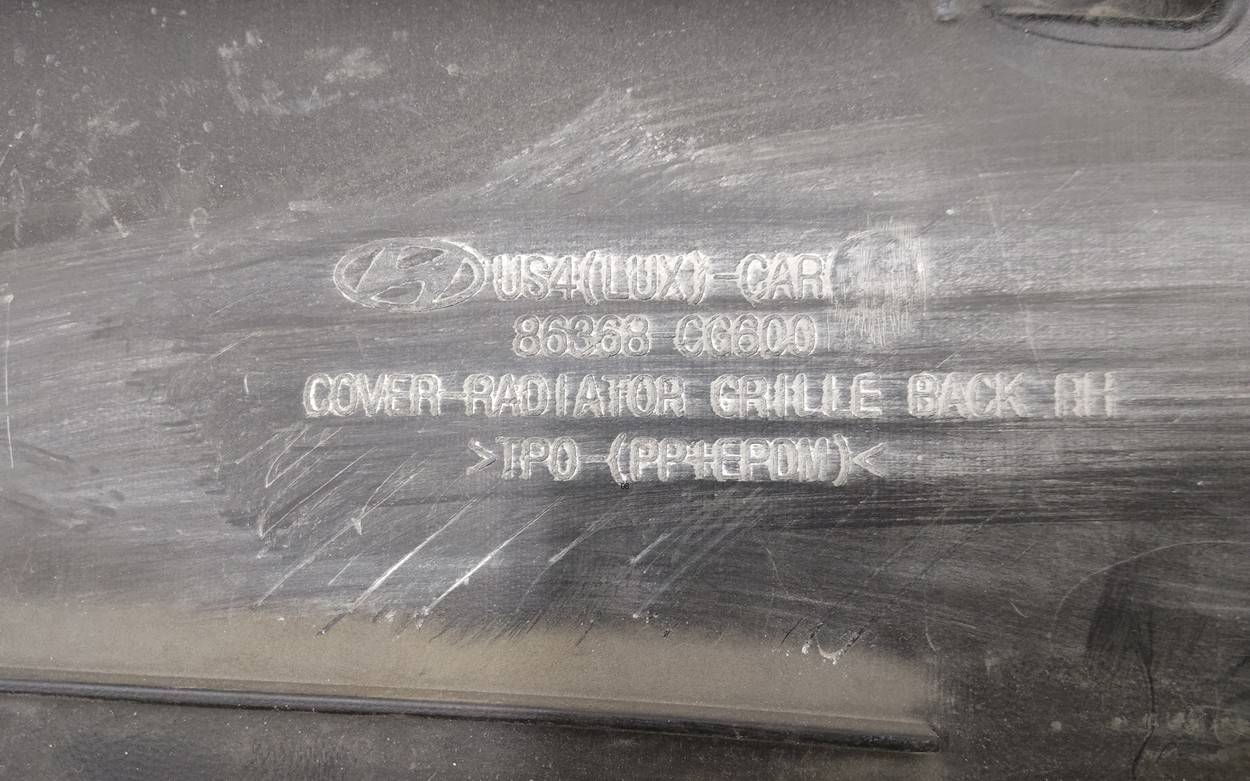 US4(LUX)-CAR
86368 CG600
COVER-RADIATOR GRILLE BACK RH
>TPO (PP+EPDM)<